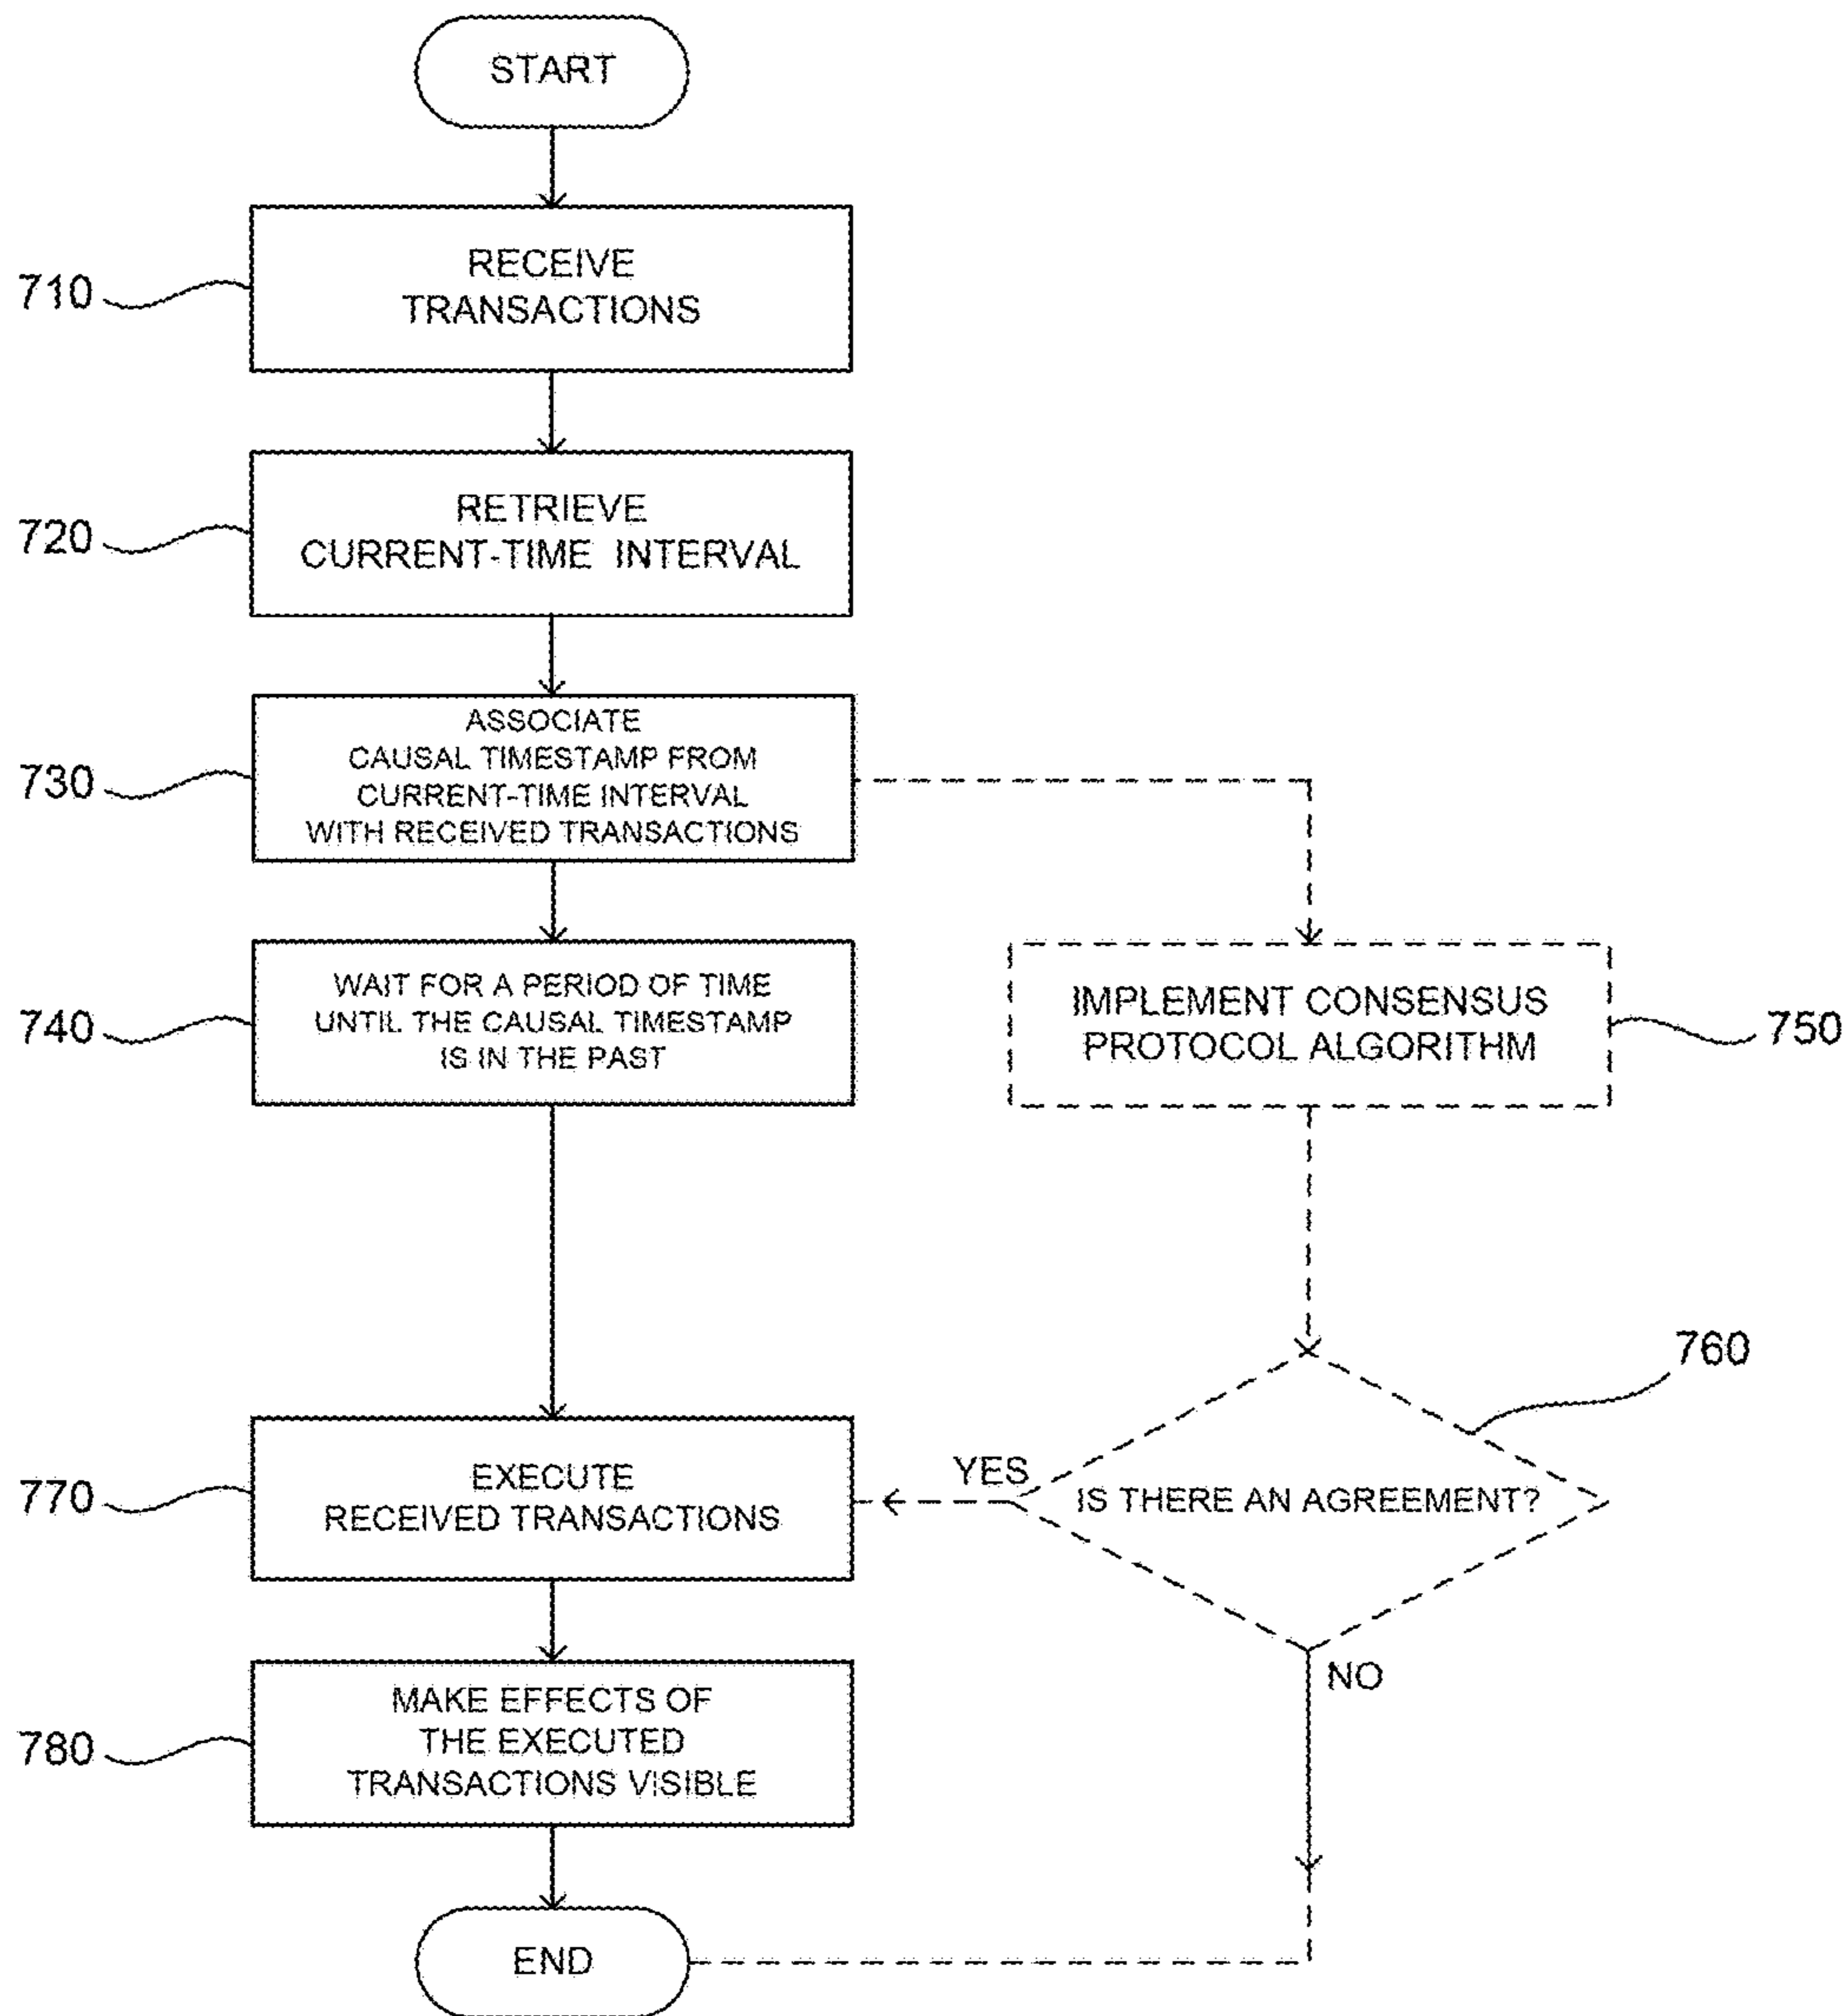 START
710
RECEIVE
TRANSACTIONS
720
RETRIEVE
CURRENT-TIME INTERVAL
730
ASSOCIATE
CAUSAL TIMESTAMP FROM
CURRENT-TIME INTERVAL
WITH RECEIVED TRANSACTIONS
740
WAIT FOR A PERIOD OF TIME
UNTIL THE CAUSAL TIMESTAMP
IS IN THE PAST
IMPLEMENT CONSENSUS
PROTOCOL ALGORITHM
750
760
IS THERE AN AGREEMENT?
YES
NO
770
EXECUTE
RECEIVED TRANSACTIONS
780
MAKE EFFECTS OF
THE EXECUTED
TRANSACTIONS VISIBLE
END